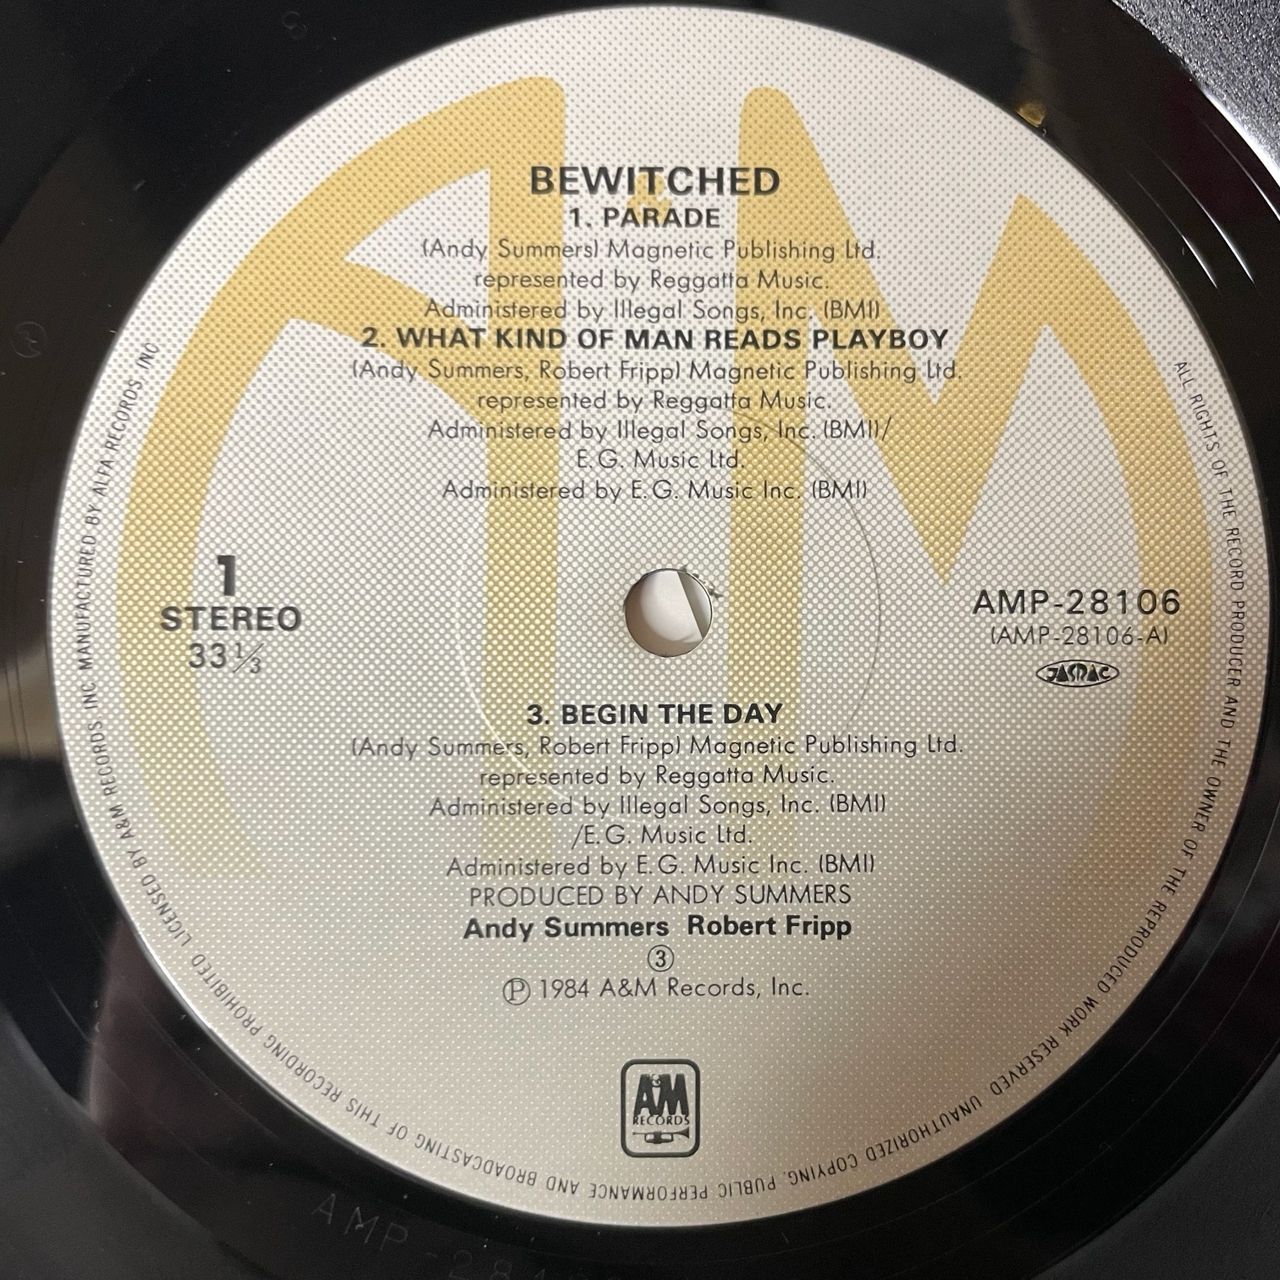 BEWITCHED
1. PARADE
(Andy Summers) Magnetic Publishing Ltd.
represented by Reggatta Music.
Administered by Illegal Songs, Inc. (BMI)
2. WHAT KIND OF MAN READS PLAYBOY
(Andy Summers, Robert Fripp) Magnetic Publishing Ltd.
represented by Reggatta Music.
Administered by Illegal Songs, Inc. (BMI)/
E.G. Music Ltd.
Administered by E.G. Music Inc. (BMI)
1
STEREO
33 1/3
AMP-28106
(AMP-28106-A)
JASRAC
3. BEGIN THE DAY
(Andy Summers, Robert Fripp) Magnetic Publishing Ltd.
represented by Reggatta Music.
Administered by Illegal Songs, Inc. (BMI)
/E.G. Music Ltd.
Administered by E.G. Music Inc. (BMI)
PRODUCED BY ANDY SUMMERS
Andy Summers Robert Fripp
③
Ⓟ 1984 A&M Records, Inc.
A&M
RECORDS
ALL RIGHTS OF THE RECORD PRODUCER AND THE OWNER OF THE REPRODUCED WORK RESERVED. UNAUTHORIZED COPYING, PUBLIC PERFORMANCE AND BROADCASTING OF THIS RECORDING PROHIBITED LICENSED BY A&M RECORDS, INC MANUFACTURED BY ALFA RECORDS, INC